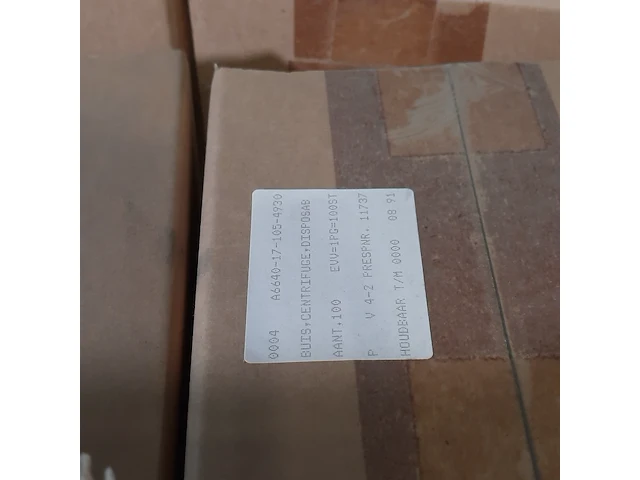 0004 A6640-17-105-4930
BUIS,CENTRIFUGE,DISPOSAB
AANT.100 EVV=1PG=100ST
P V 4-2 PRESPNR. 11737
HOUDBAAR T/M 0000 08 91